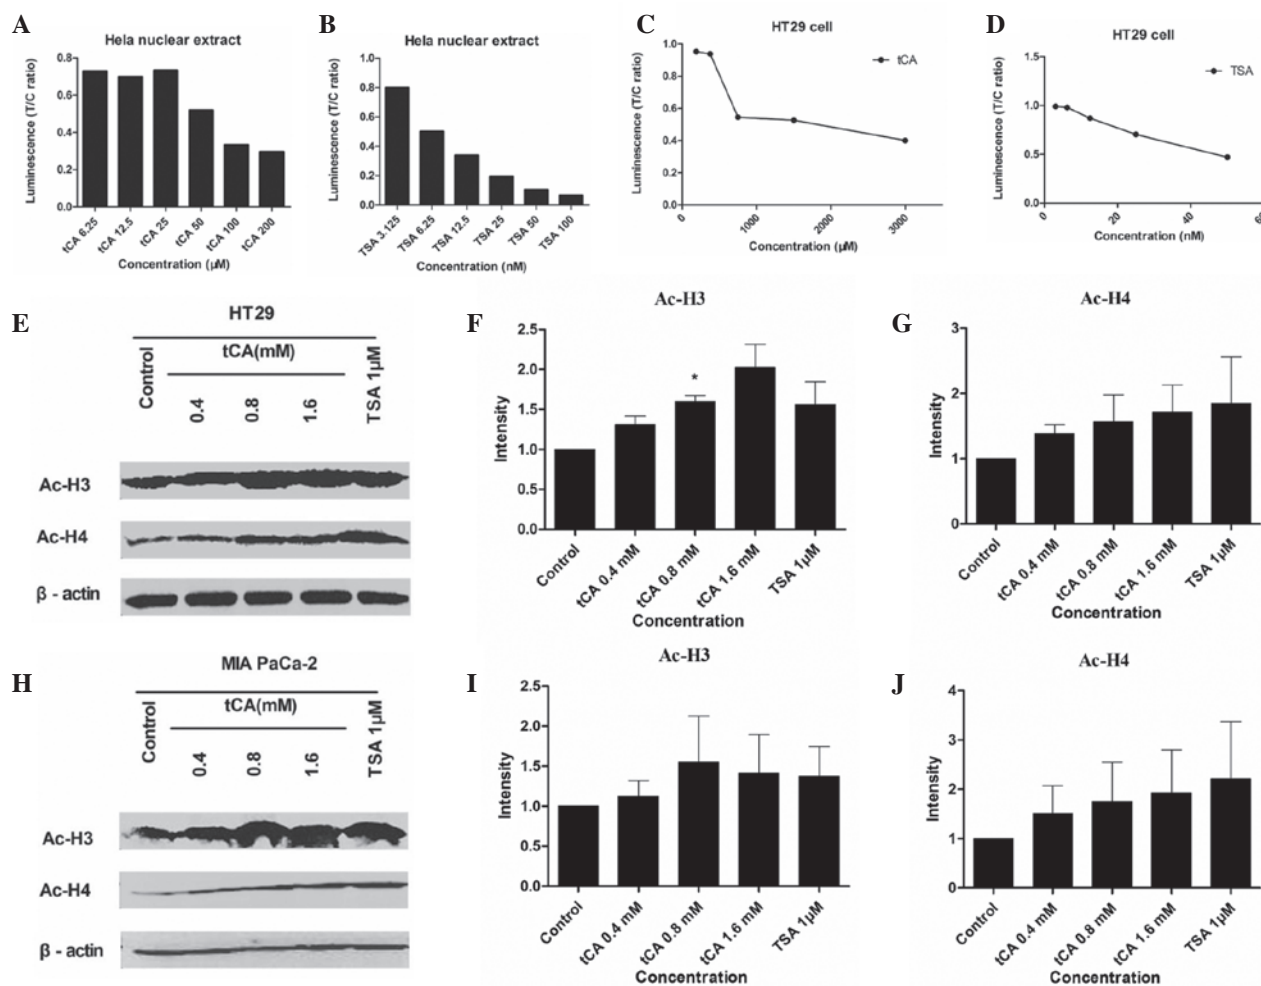 A
Hela nuclear extract
Luminescence (T/C ratio)
0.8
0.6
0.4
0.2
0.0
tCA 6.25
tCA 12.5
tCA 25
tCA 50
tCA 100
tCA 200
Concentration (µM)
B
Hela nuclear extract
Luminescence (T/C ratio)
1.0
0.8
0.6
0.4
0.2
0.0
TSA 3.125
TSA 6.25
TSA 12.5
TSA 25
TSA 50
TSA 100
Concentration (nM)
C
HT29 cell
tCA
Luminescence (T/C ratio)
1.0
0.8
0.6
0.4
0.2
0.0
1000
2000
3000
Concentration (µM)
D
HT29 cell
TSA
Luminescence (T/C ratio)
1.5
1.0
0.5
0.0
0
20
40
60
Concentration (nM)
E
HT29
Control
tCA(mM)
0.4
0.8
1.6
TSA 1µM
Ac-H3
Ac-H4
β - actin
F
Ac-H3
Intensity
2.5
2.0
1.5
1.0
0.5
0.0
*
Control
tCA 0.4 mM
tCA 0.8 mM
tCA 1.6 mM
TSA 1µM
Concentration
G
Ac-H4
Intensity
3
2
1
0
Control
tCA 0.4 mM
tCA 0.8 mM
tCA 1.6 mM
TSA 1µM
Concentration
H
MIA PaCa-2
Control
tCA(mM)
0.4
0.8
1.6
TSA 1µM
Ac-H3
Ac-H4
β - actin
I
Ac-H3
Intensity
2.5
2.0
1.5
1.0
0.5
0.0
Control
tCA 0.4 mM
tCA 0.8 mM
tCA 1.6 mM
TSA 1µM
Concentration
J
Ac-H4
Intensity
4
3
2
1
0
Control
tCA 0.4 mM
tCA 0.8 mM
tCA 1.6 mM
TSA 1µM
Concentration